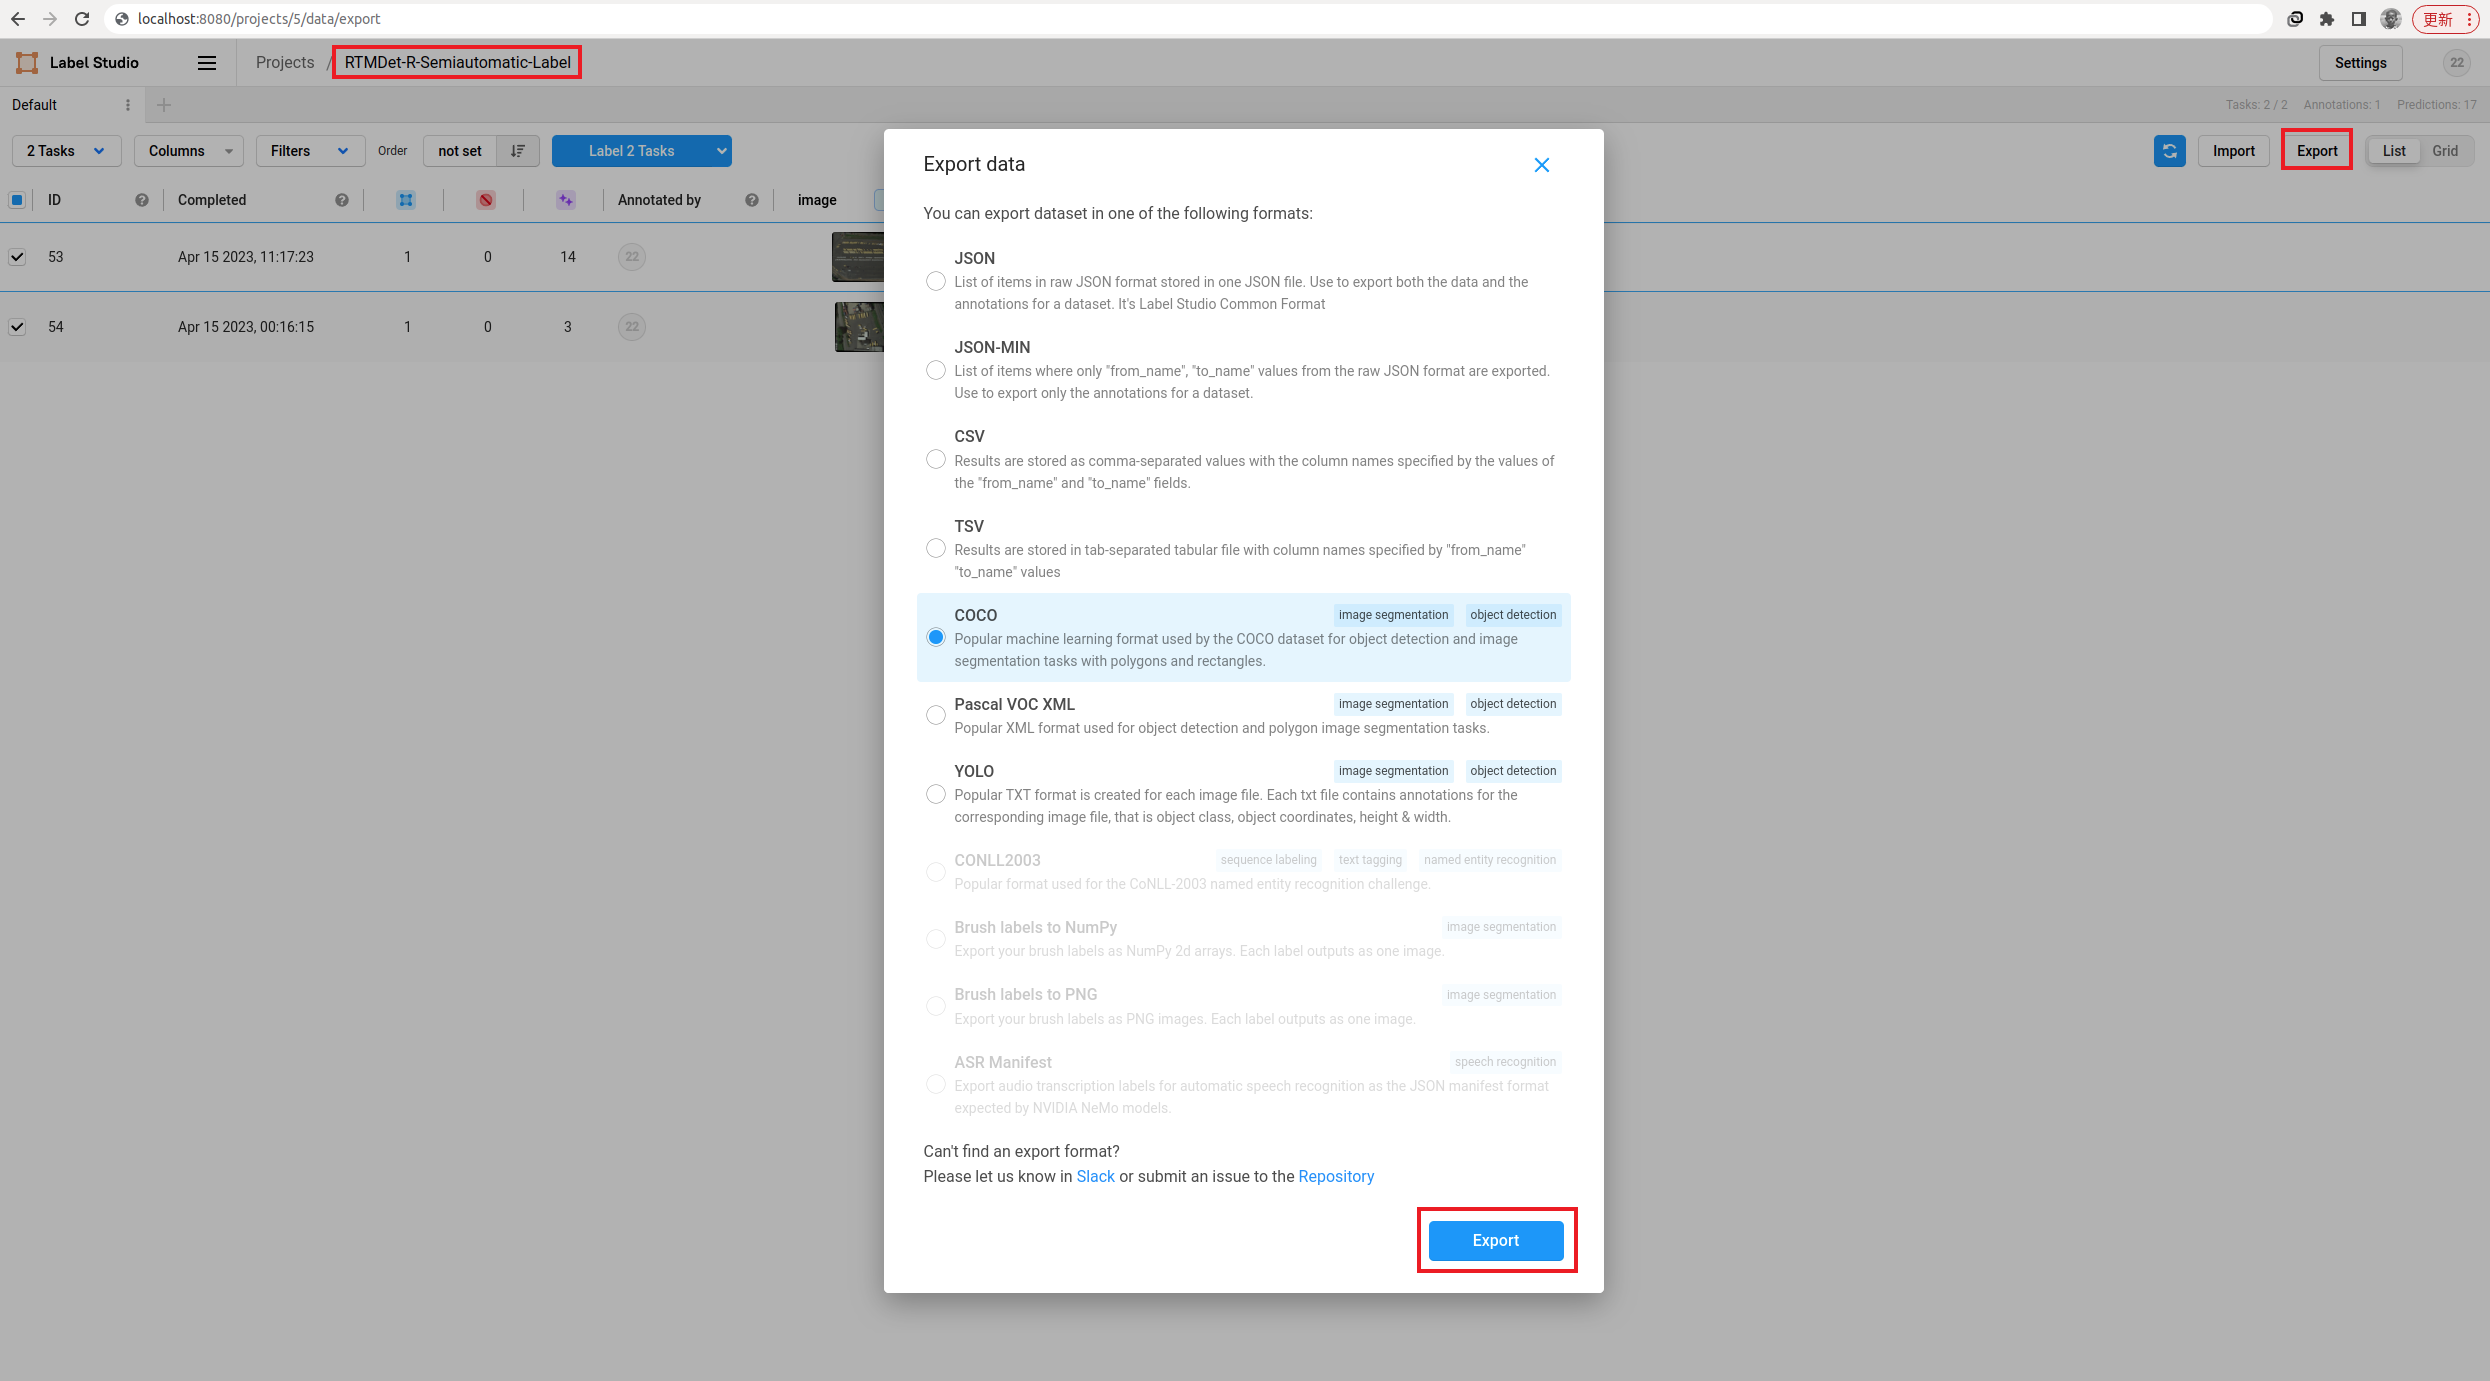 localhost:8080/projects/5/data/export
更新
Label Studio
Projects / RTMDet-R-Semiautomatic-Label
Settings
22
Default
Tasks: 2 / 2 Annotations: 1 Predictions: 17
2 Tasks
Columns
Filters
Order
not set
Label 2 Tasks
Import
Export
List
Grid
ID
Completed
Annotated by
image
53 Apr 15 2023, 11:17:23 1 0 14 22
54 Apr 15 2023, 00:16:15 1 0 3 22
Export data
You can export dataset in one of the following formats:
JSON
List of items in raw JSON format stored in one JSON file. Use to export both the data and the
annotations for a dataset. It's Label Studio Common Format
JSON-MIN
List of items where only "from_name", "to_name" values from the raw JSON format are exported.
Use to export only the annotations for a dataset.
CSV
Results are stored as comma-separated values with the column names specified by the values of
the "from_name" and "to_name" fields.
TSV
Results are stored in tab-separated tabular file with column names specified by "from_name"
"to_name" values
COCO image segmentation object detection
Popular machine learning format used by the COCO dataset for object detection and image
segmentation tasks with polygons and rectangles.
Pascal VOC XML image segmentation object detection
Popular XML format used for object detection and polygon image segmentation tasks.
YOLO image segmentation object detection
Popular TXT format is created for each image file. Each txt file contains annotations for the
corresponding image file, that is object class, object coordinates, height & width.
CONLL2003 sequence labeling text tagging named entity recognition
Popular format used for the CoNLL-2003 named entity recognition challenge.
Brush labels to NumPy image segmentation
Export your brush labels as NumPy 2d arrays. Each label outputs as one image.
Brush labels to PNG image segmentation
Export your brush labels as PNG images. Each label outputs as one image.
ASR Manifest speech recognition
Export audio transcription labels for automatic speech recognition as the JSON manifest format
expected by NVIDIA NeMo models.
Can't find an export format?
Please let us know in Slack or submit an issue to the Repository
Export